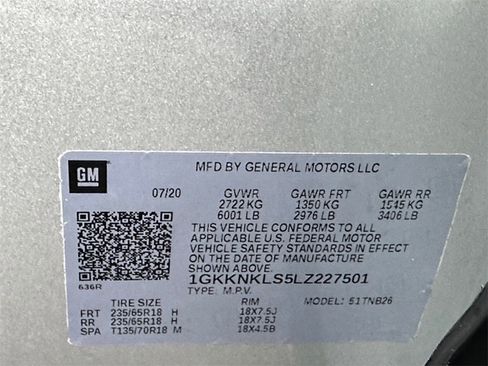 GM
MFD BY GENERAL MOTORS LLC
07/20 GVWR GAWR FRT GAWR RR
2722 KG 1350 KG 1545 KG
6001 LB 2976 LB 3406 LB
THIS VEHICLE CONFORMS TO ALL
APPLICABLE U.S. FEDERAL MOTOR
VEHICLE SAFETY STANDARDS IN EFFECT
ON THE DATE OF MANUFACTURE
SHOWN ABOVE.
1GKKNKLS5LZ227501
636R TYPE: M.P.V.
TIRE SIZE RIM MODEL: 51TNB26
FRT 235/65R18 H 18X7.5J
RR 235/65R18 H 18X7.5J
SPA T135/70R18 M 18X4.5B